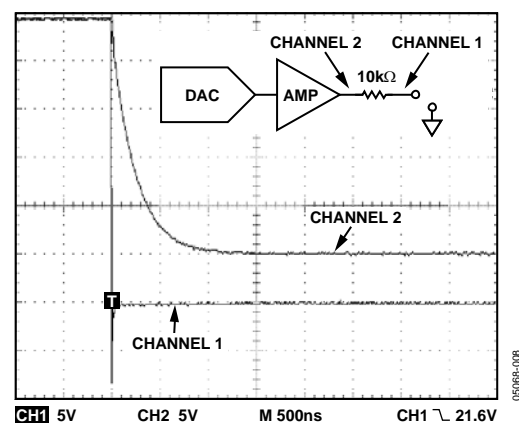 CHANNEL 2 CHANNEL 1
10kΩ
DAC AMP
CHANNEL 2
T
CHANNEL 1
CH1 5V CH2 5V M 500ns CH1 ╲ 21.6V
05068-008